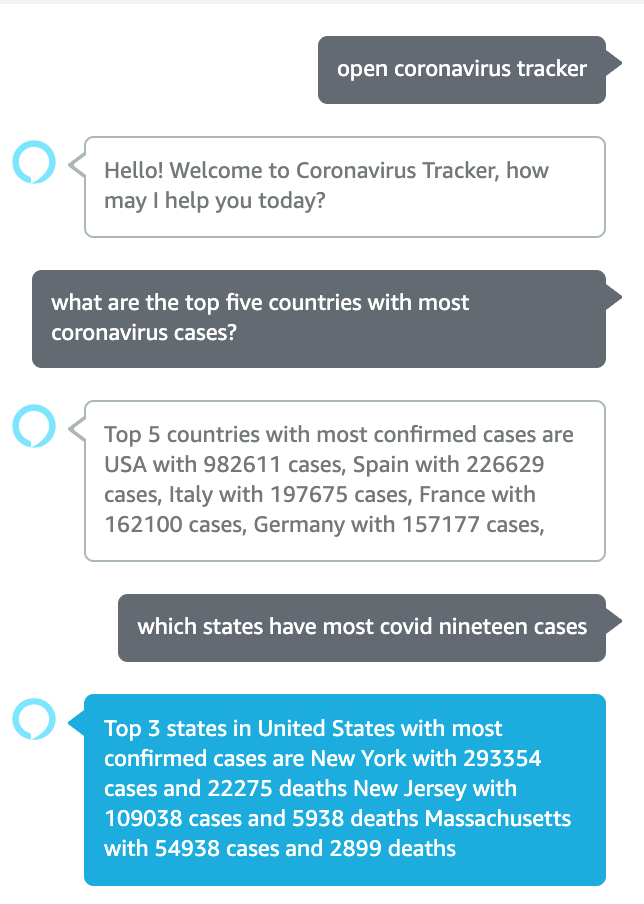 open coronavirus tracker
Hello! Welcome to Coronavirus Tracker, how
may I help you today?
what are the top five countries with most
coronavirus cases?
Top 5 countries with most confirmed cases are
USA with 982611 cases, Spain with 226629
cases, Italy with 197675 cases, France with
162100 cases, Germany with 157177 cases,
which states have most covid nineteen cases
Top 3 states in United States with most
confirmed cases are New York with 293354
cases and 22275 deaths New Jersey with
109038 cases and 5938 deaths Massachusetts
with 54938 cases and 2899 deaths